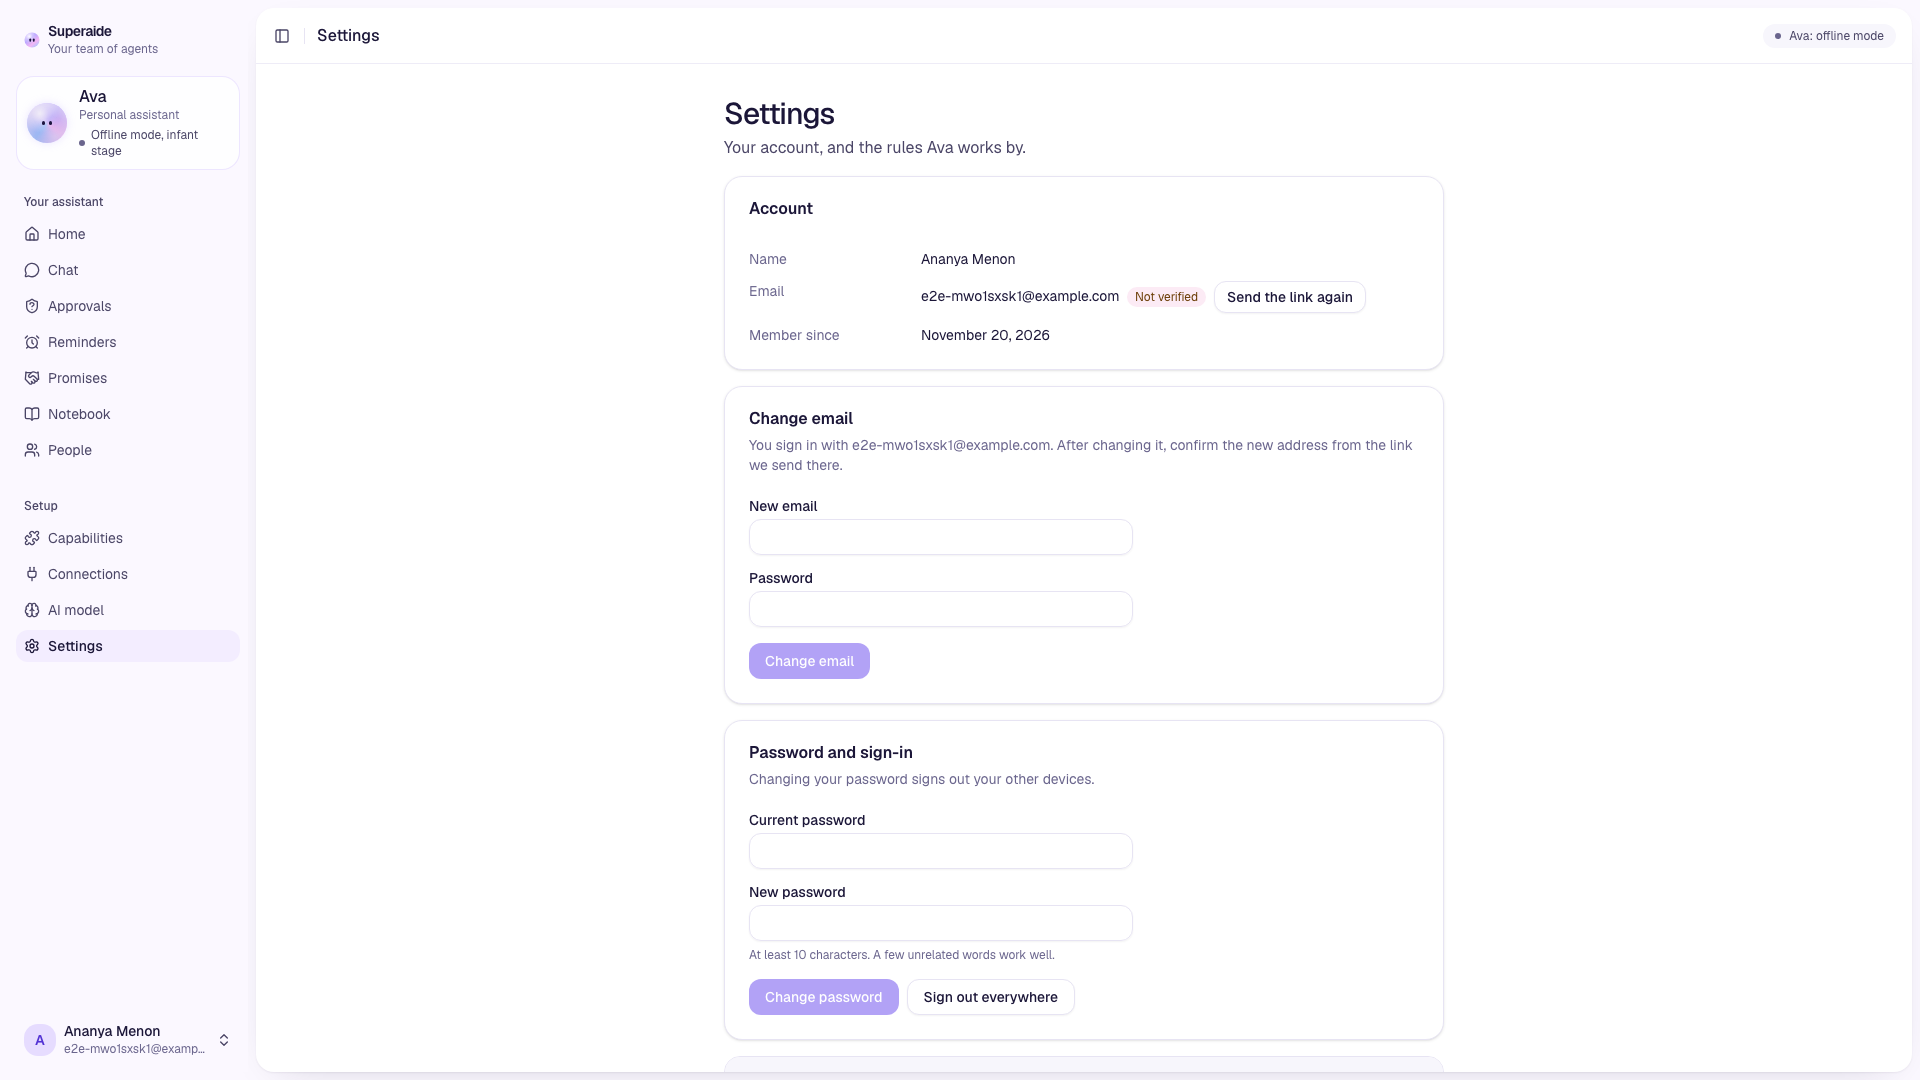 Superaide
Your team of agents
Ava
Personal assistant
Offline mode, infant
stage
Your assistant
Home
Chat
Approvals
Reminders
Promises
Notebook
People
Setup
Capabilities
Connections
AI model
Settings
A
Ananya Menon
e2e-mwo1sxsk1@examp...
Settings
Ava: offline mode
Settings
Your account, and the rules Ava works by.
Account
Name
Ananya Menon
Email
e2e-mwo1sxsk1@example.com
Not verified
Send the link again
Member since
November 20, 2026
Change email
You sign in with e2e-mwo1sxsk1@example.com. After changing it, confirm the new address from the link
we send there.
New email
Password
Change email
Password and sign-in
Changing your password signs out your other devices.
Current password
New password
At least 10 characters. A few unrelated words work well.
Change password
Sign out everywhere